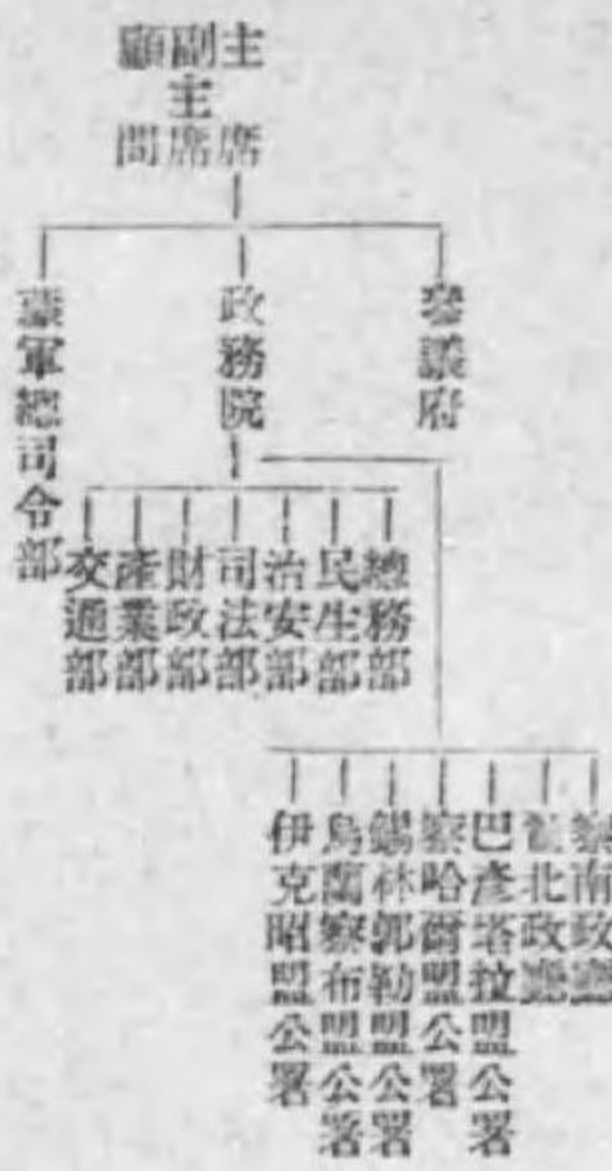 主席
副主席
顧問
參議府
政務院
蒙軍總司令部
總務部
民生部
治安部
司法部
財政部
產業部
交通部
察南政廳
晉北政廳
巴彥塔拉盟公署
察哈爾盟公署
錫林郭勒盟公署
烏蘭察布盟公署
伊克昭盟公署